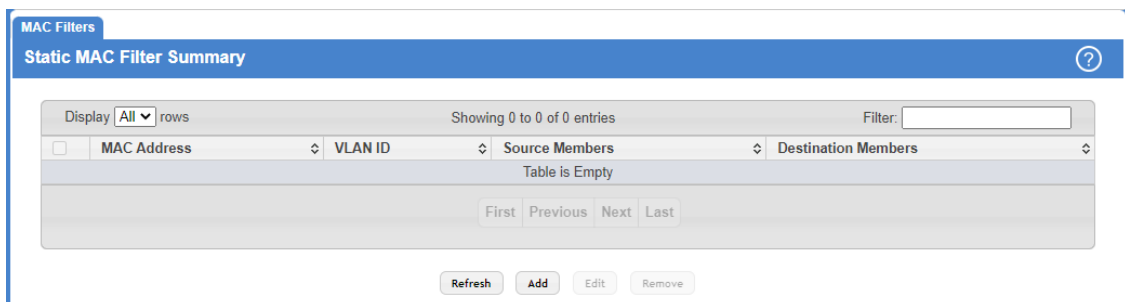 MAC Filters
Static MAC Filter Summary
?
Display All rows Showing 0 to 0 of 0 entries Filter:
MAC Address VLAN ID Source Members Destination Members
Table is Empty
First Previous Next Last
Refresh Add Edit Remove